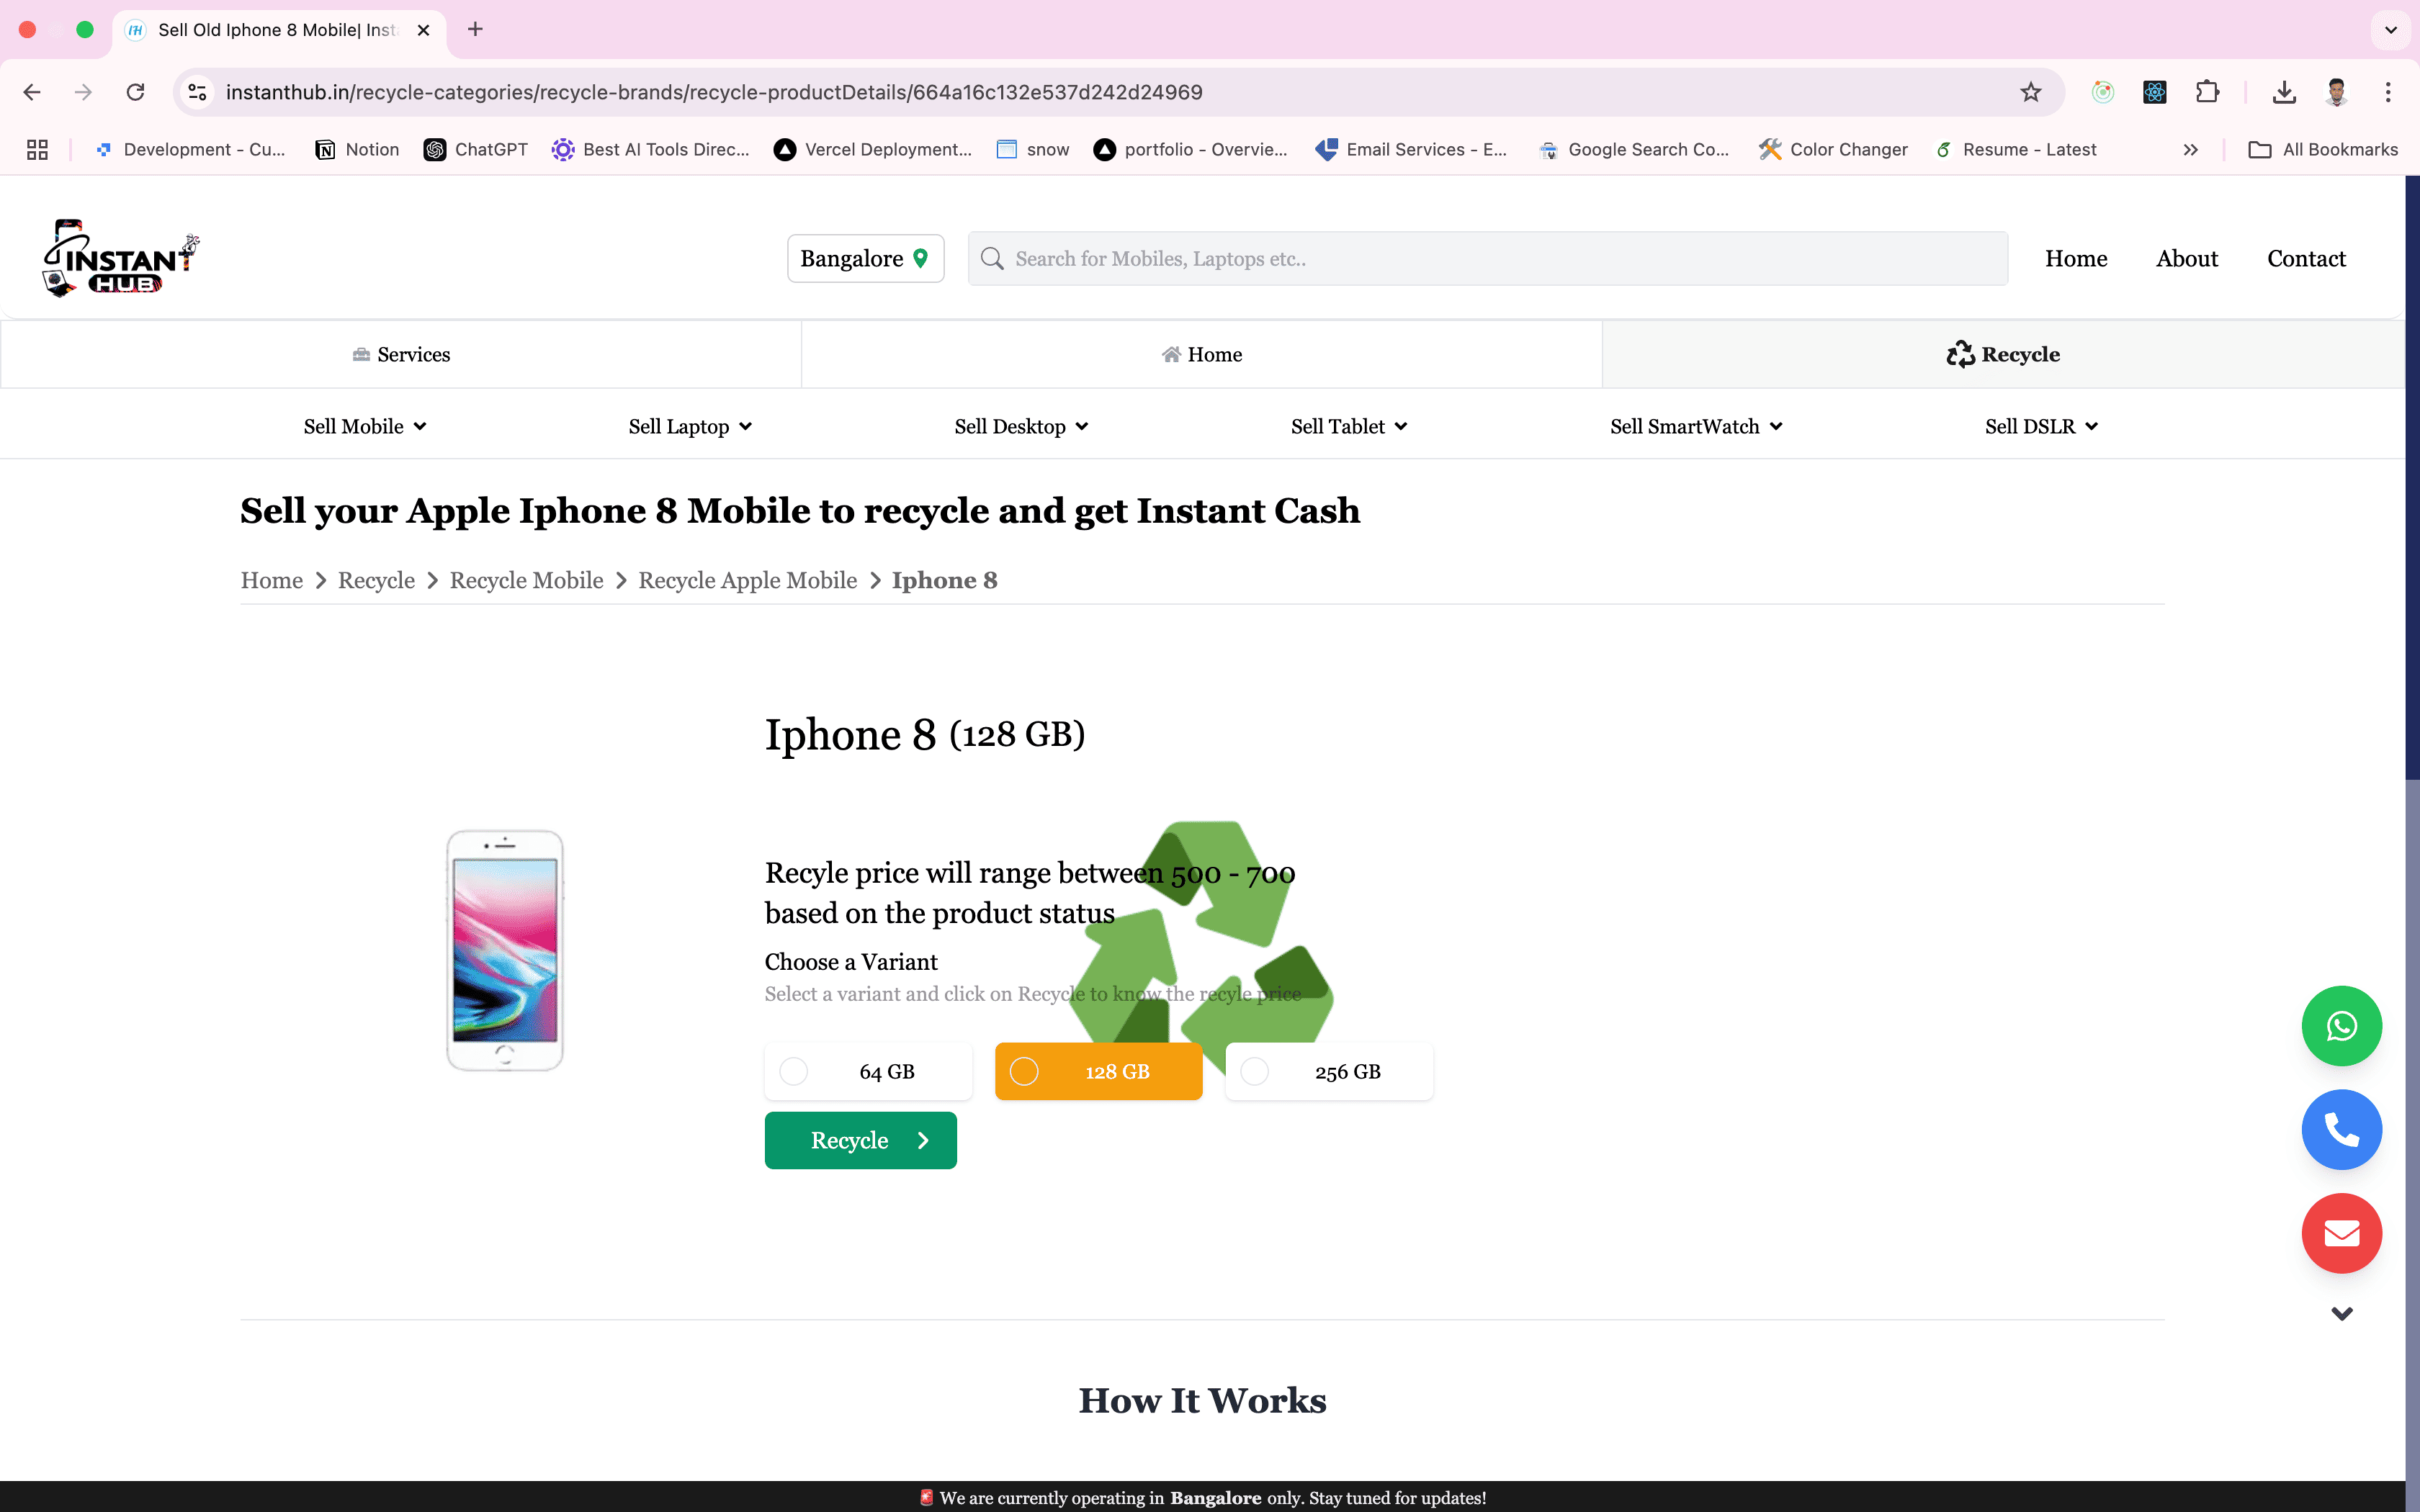 Sell Old Iphone 8 Mobile| Inst
instanthub.in/recycle-categories/recycle-brands/recycle-productDetails/664a16c132e537d242d24969
Development - Cu... Notion ChatGPT Best AI Tools Direc... Vercel Deployment... snow portfolio - Overvie... Email Services - E... Google Search Co... Color Changer Resume - Latest All Bookmarks
INSTANT
HUB
Bangalore
Search for Mobiles, Laptops etc..
Home About Contact
Services Home Recycle
Sell Mobile Sell Laptop Sell Desktop Sell Tablet Sell SmartWatch Sell DSLR
Sell your Apple Iphone 8 Mobile to recycle and get Instant Cash
Home > Recycle > Recycle Mobile > Recycle Apple Mobile > Iphone 8
Iphone 8 (128 GB)
Recyle price will range between 500 - 700
based on the product status
Choose a Variant
Select a variant and click on Recycle to know the recyle price
64 GB 128 GB 256 GB
Recycle
How It Works
🚨 We are currently operating in Bangalore only. Stay tuned for updates!